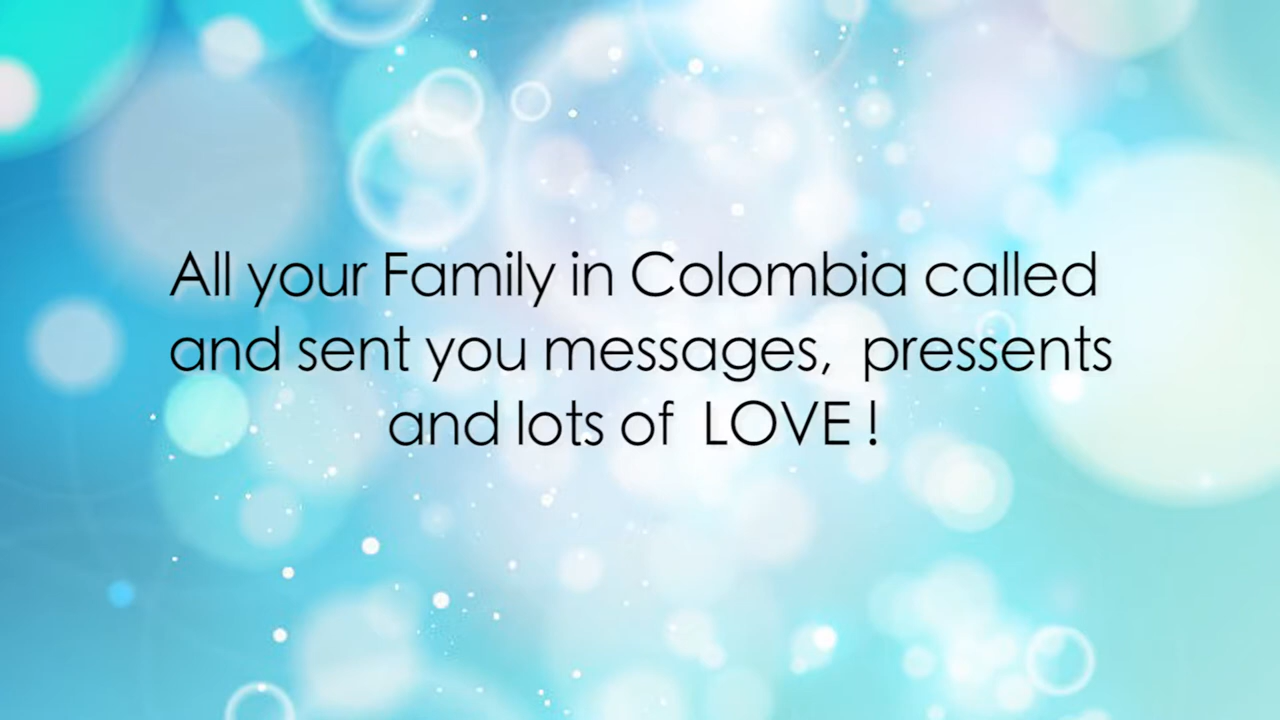 All your Family in Colombia called
and sent you messages,  pressents
and lots of  LOVE !